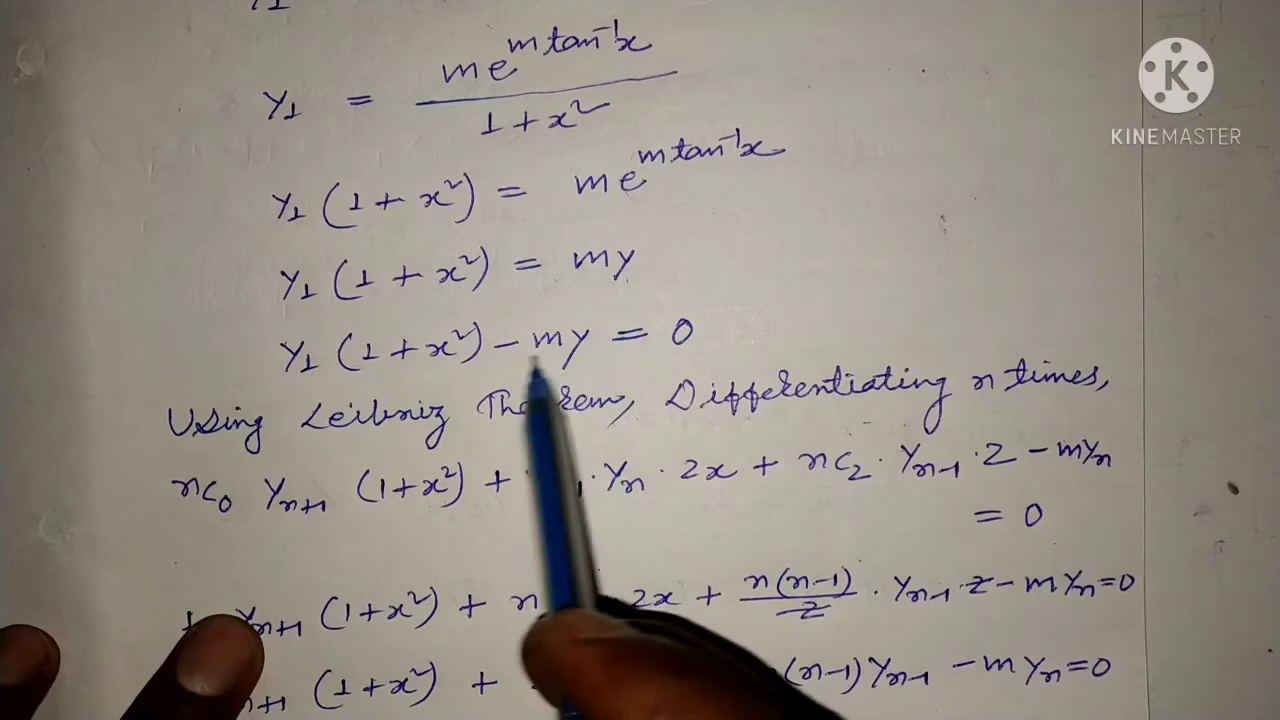 Y₁
Y₁ = me^(m tan⁻¹x) / (1+x²)
K
KINEMASTER
Y₁ (1+x²) = me^(m tan⁻¹x)
Y₁ (1+x²) = my
Y₁ (1+x²) - my = 0
Using Leibniz Differentiating n times,
nc₀ Yₙ₊₁ (1+x²) + · Yₙ · 2x + nc₂ · Yₙ₋₁ · 2 - mYₙ
= 0
Yₙ₊₁ (1+x²) + n 2x + n(n-1)/2 · Yₙ₋₁ · 2 - mYₙ = 0
(1+x²) + (n-1)Yₙ₋₁ - mYₙ = 0